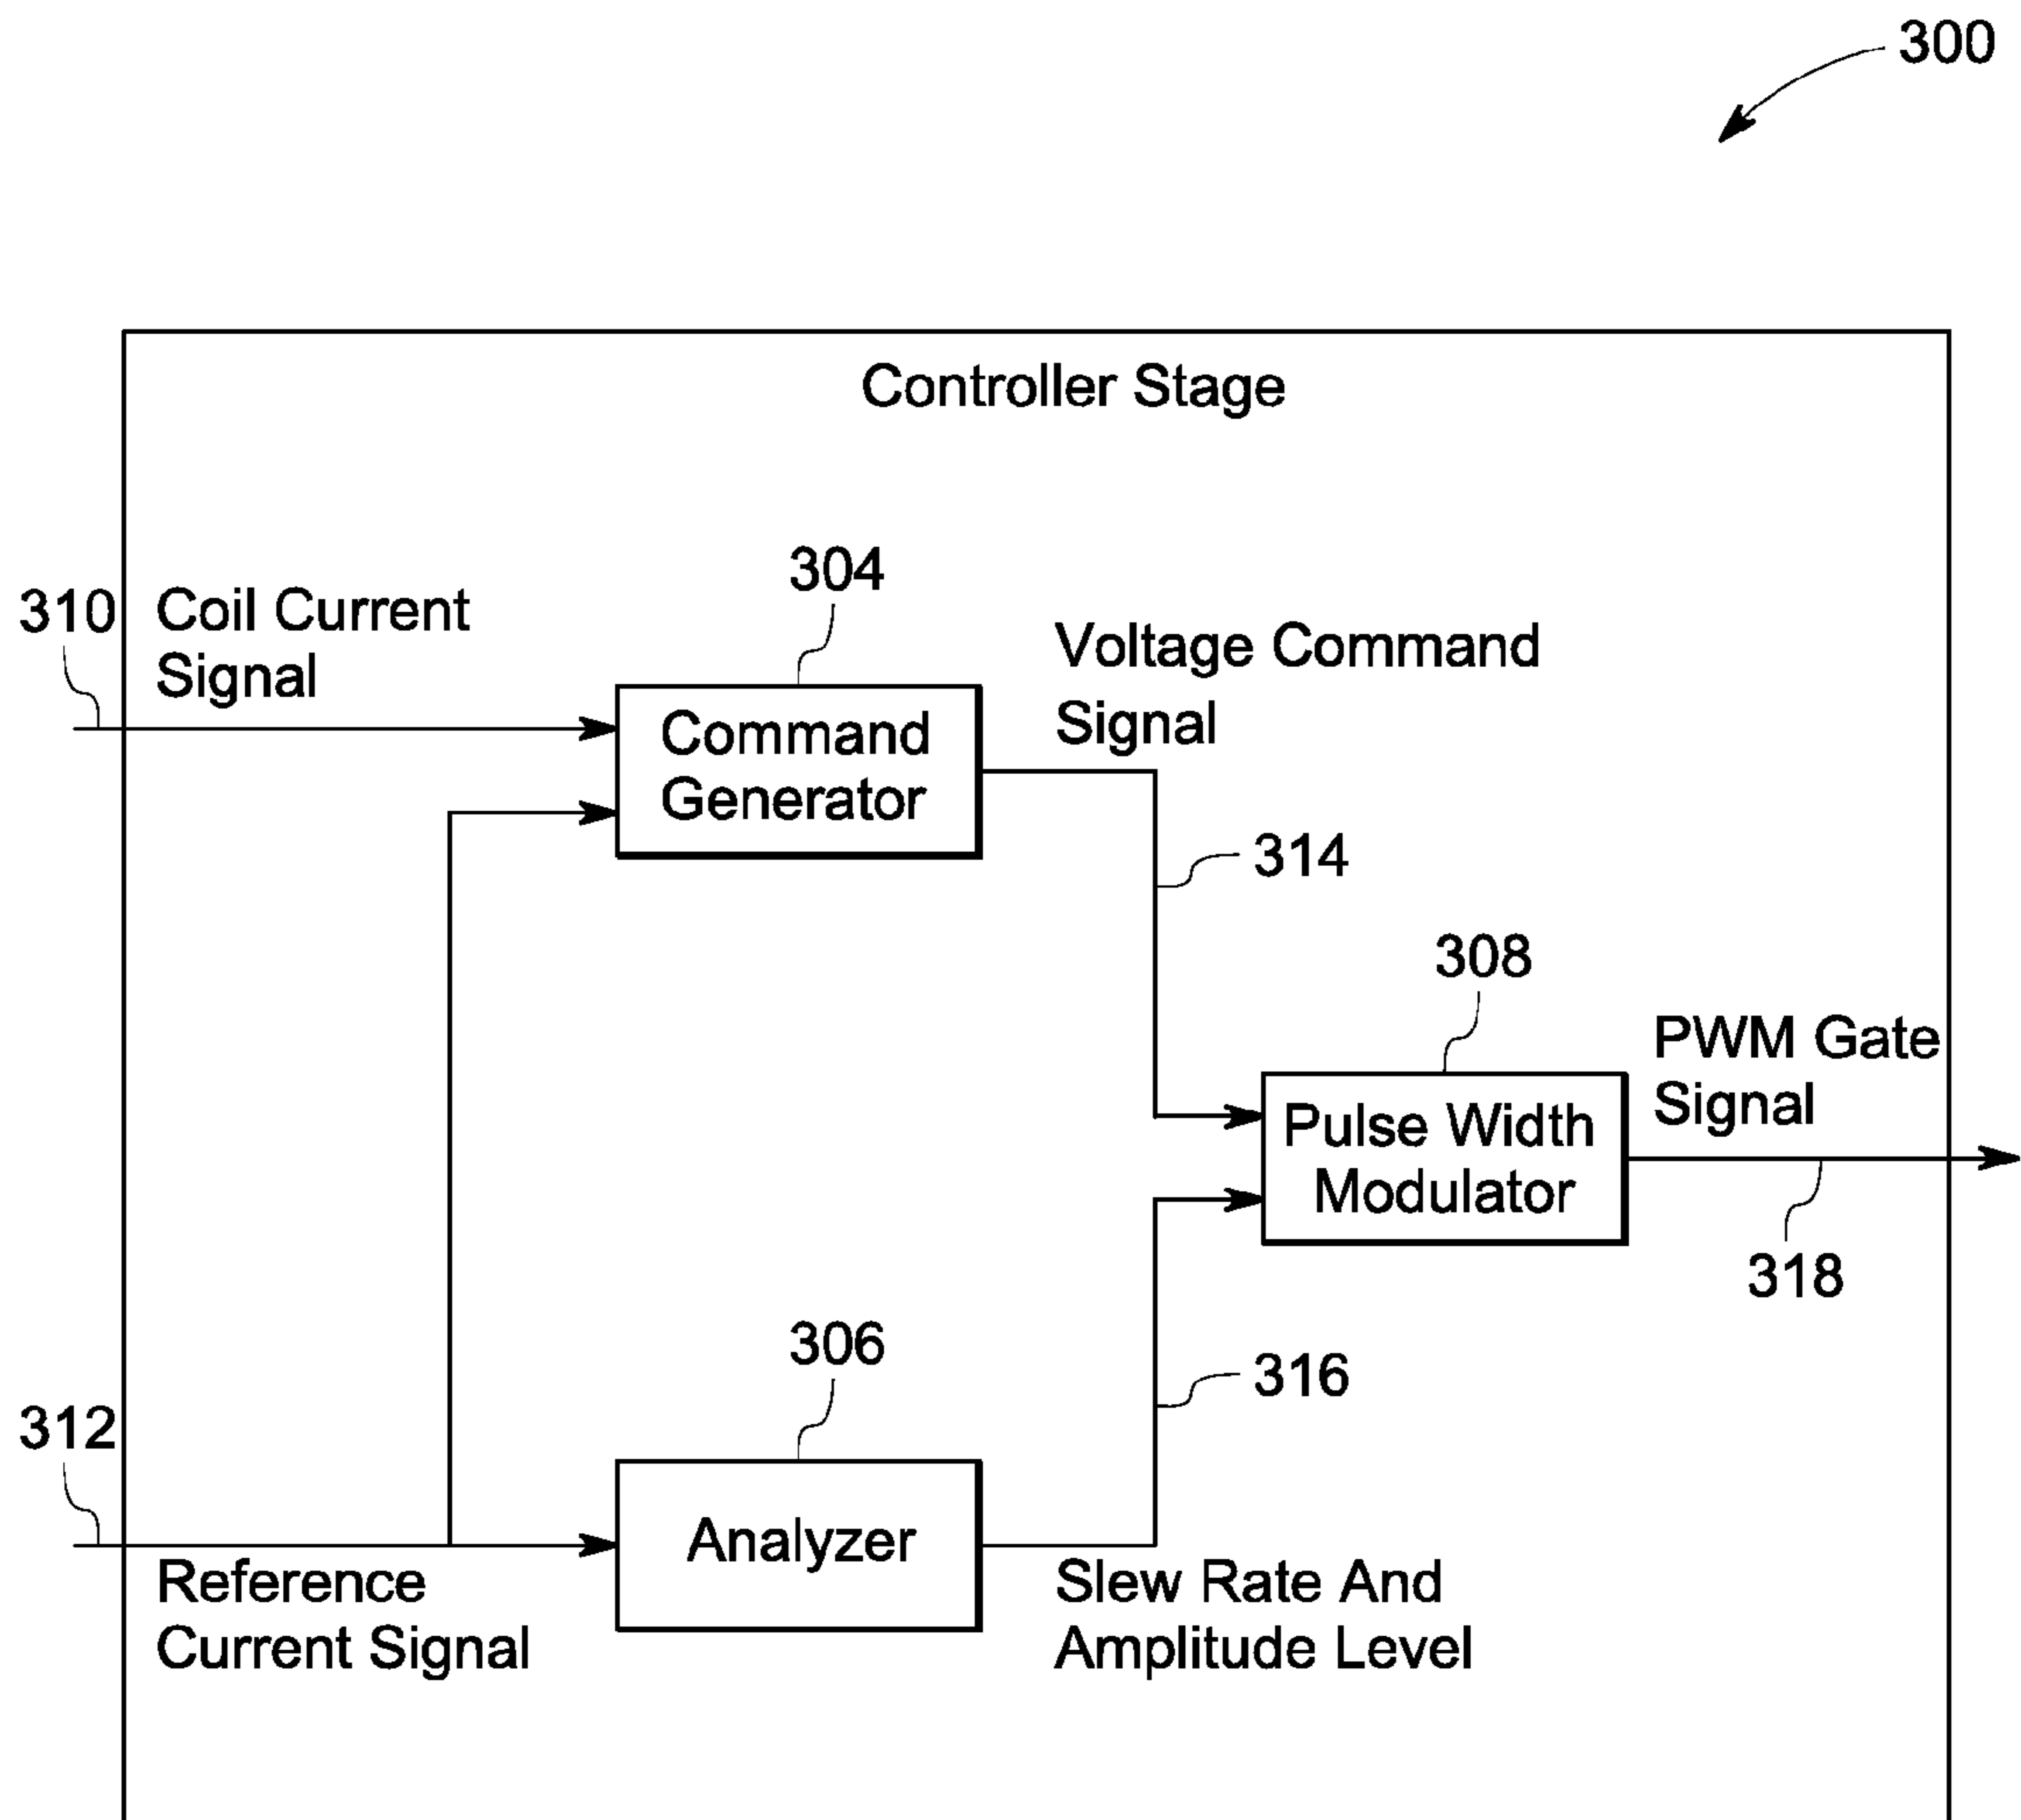 300
Controller Stage
304
310
Coil Current
Signal
Voltage Command
Signal
Command
Generator
314
308
PWM Gate
Signal
Pulse Width
Modulator
318
306
316
312
Analyzer
Reference
Current Signal
Slew Rate And
Amplitude Level